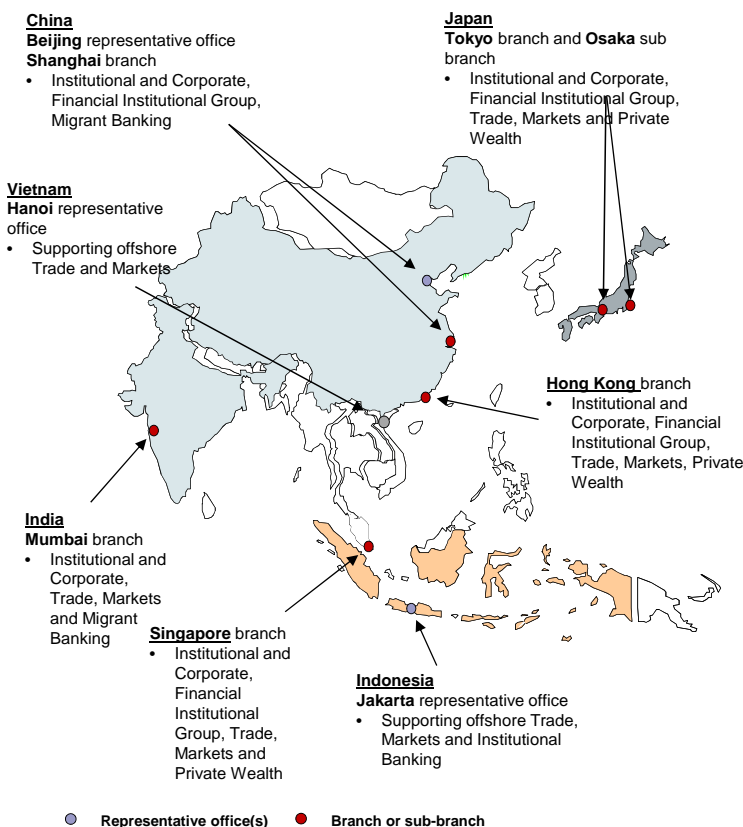 China
Beijing representative office
Shanghai branch
• Institutional and Corporate,
Financial Institutional Group,
Migrant Banking
Japan
Tokyo branch and Osaka sub
branch
• Institutional and Corporate,
Financial Institutional Group,
Trade, Markets and Private
Wealth
Vietnam
Hanoi representative
office
• Supporting offshore
Trade and Markets
Hong Kong branch
• Institutional and
Corporate, Financial
Institutional Group,
Trade, Markets, Private
Wealth
India
Mumbai branch
• Institutional and
Corporate,
Trade, Markets
and Migrant
Banking
Singapore branch
• Institutional and
Corporate,
Financial
Institutional
Group, Trade,
Markets and
Private Wealth
Indonesia
Jakarta representative office
• Supporting offshore Trade,
Markets and Institutional
Banking
Representative office(s)
Branch or sub-branch